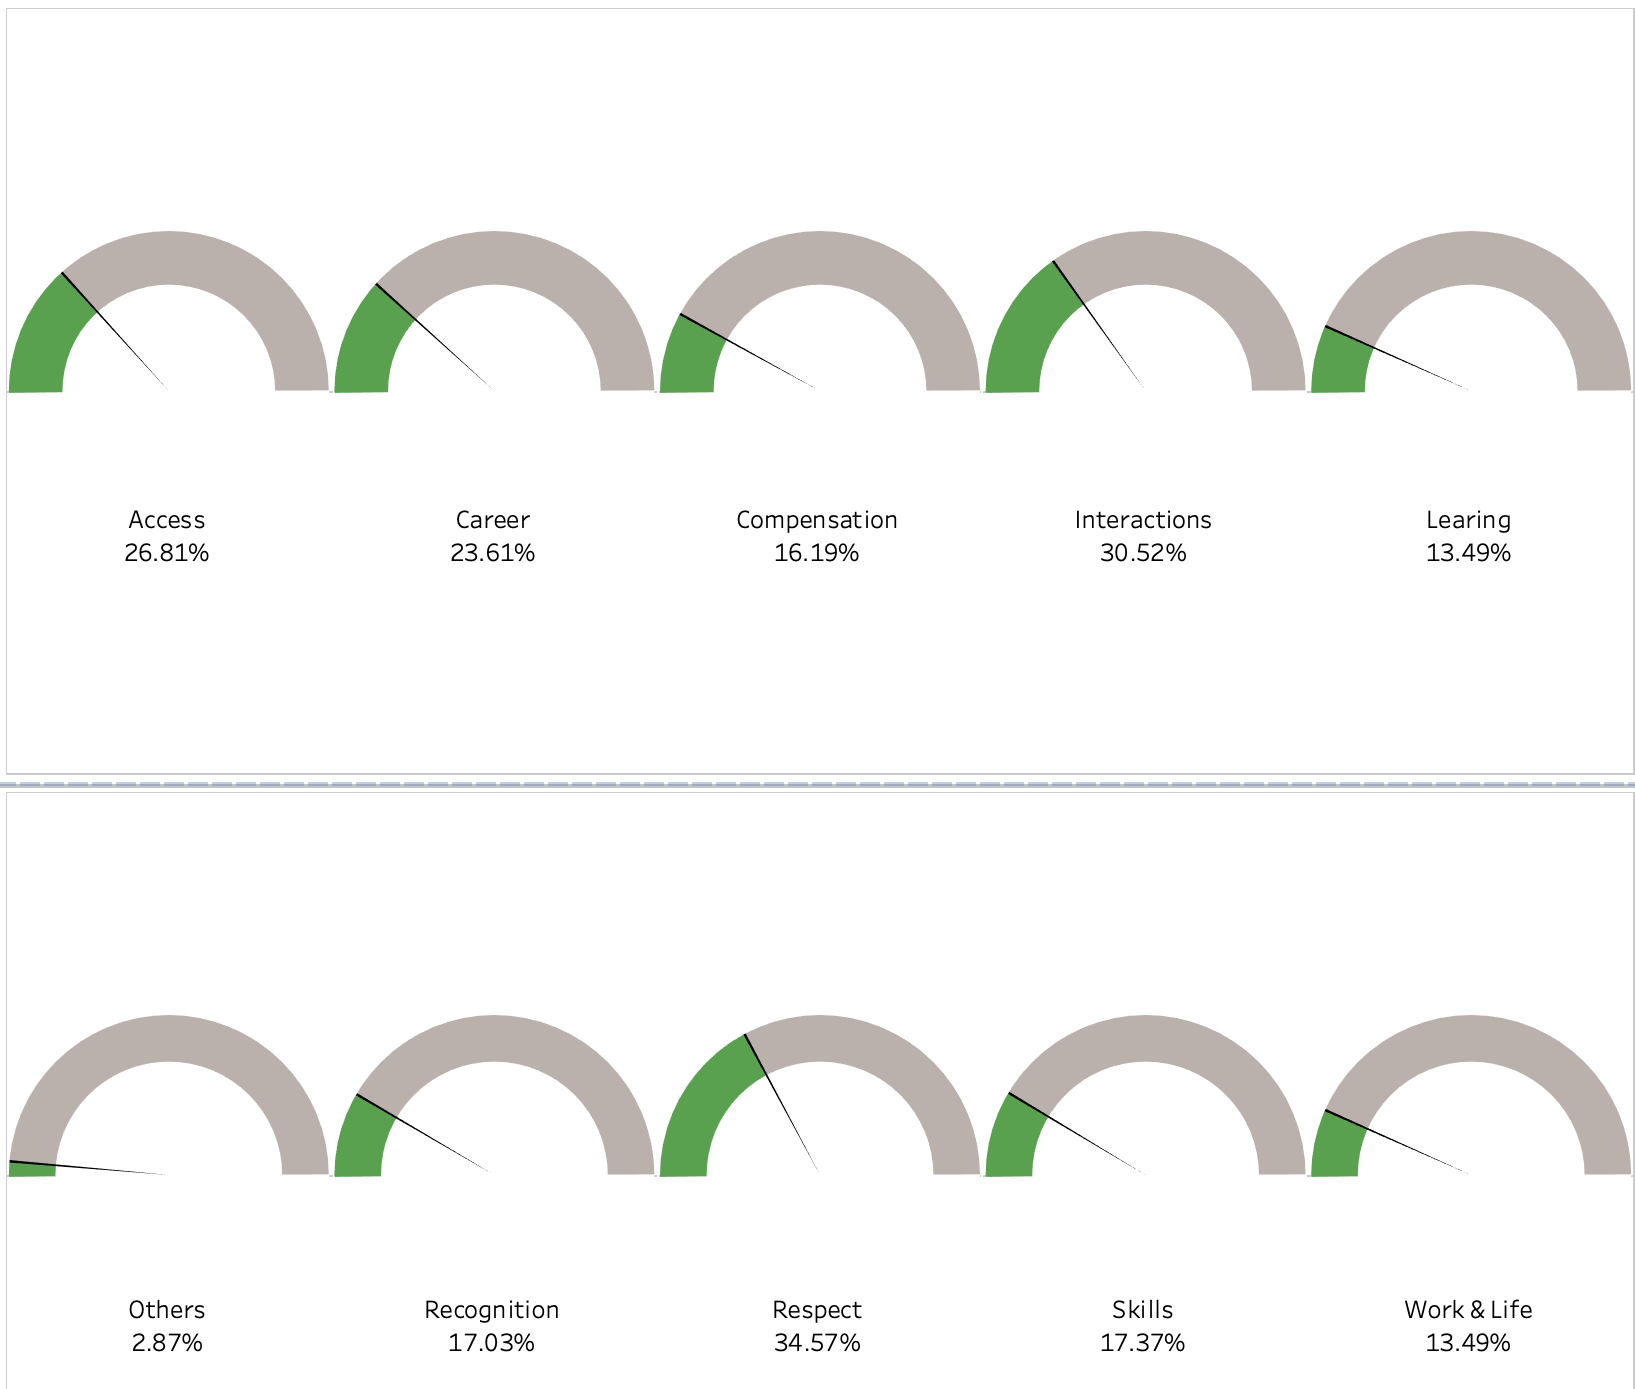 Access
26.81%
Career
23.61%
Compensation
16.19%
Interactions
30.52%
Learing
13.49%
Others
2.87%
Recognition
17.03%
Respect
34.57%
Skills
17.37%
Work & Life
13.49%